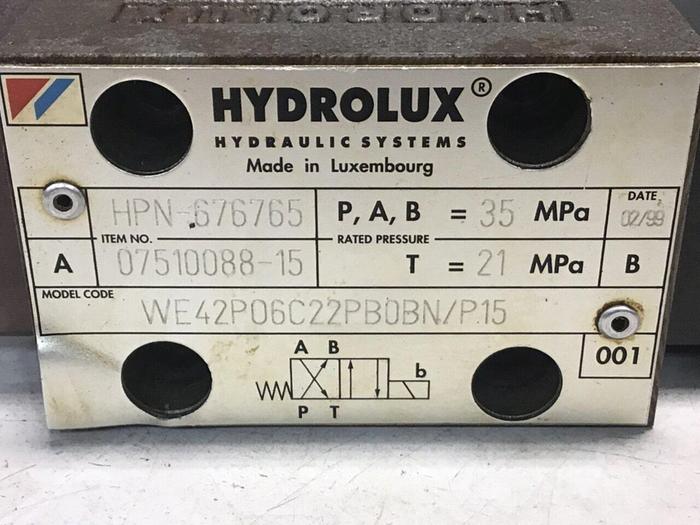 HYDROLUX®
HYDRAULIC SYSTEMS
Made in Luxembourg
HPN-676765
P, A, B = 35 MPa
DATE
02/99
ITEM NO.
RATED PRESSURE
A
07510088-15
T = 21 MPa
B
MODEL CODE
WE42P06C22PB0BN/P.15
001
A B
b
P T